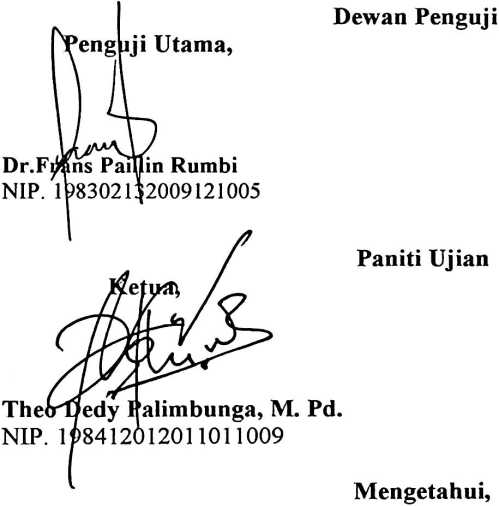 Dewan Penguji
Penguji Utama,
Dr.Frans Paillin Rumbi
NIP. 198302132009121005
Paniti Ujian
Ketua,
Theo Dedy Palimbunga, M. Pd.
NIP. 198412012011011009
Mengetahui,